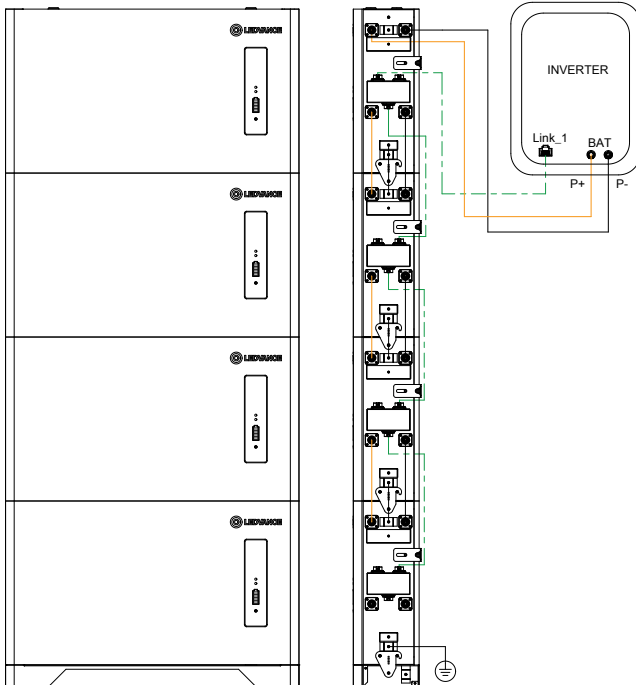 LEDVANCE
INVERTER
Link_1
BAT
P+
P-
LEDVANCE
LEDVANCE
LEDVANCE